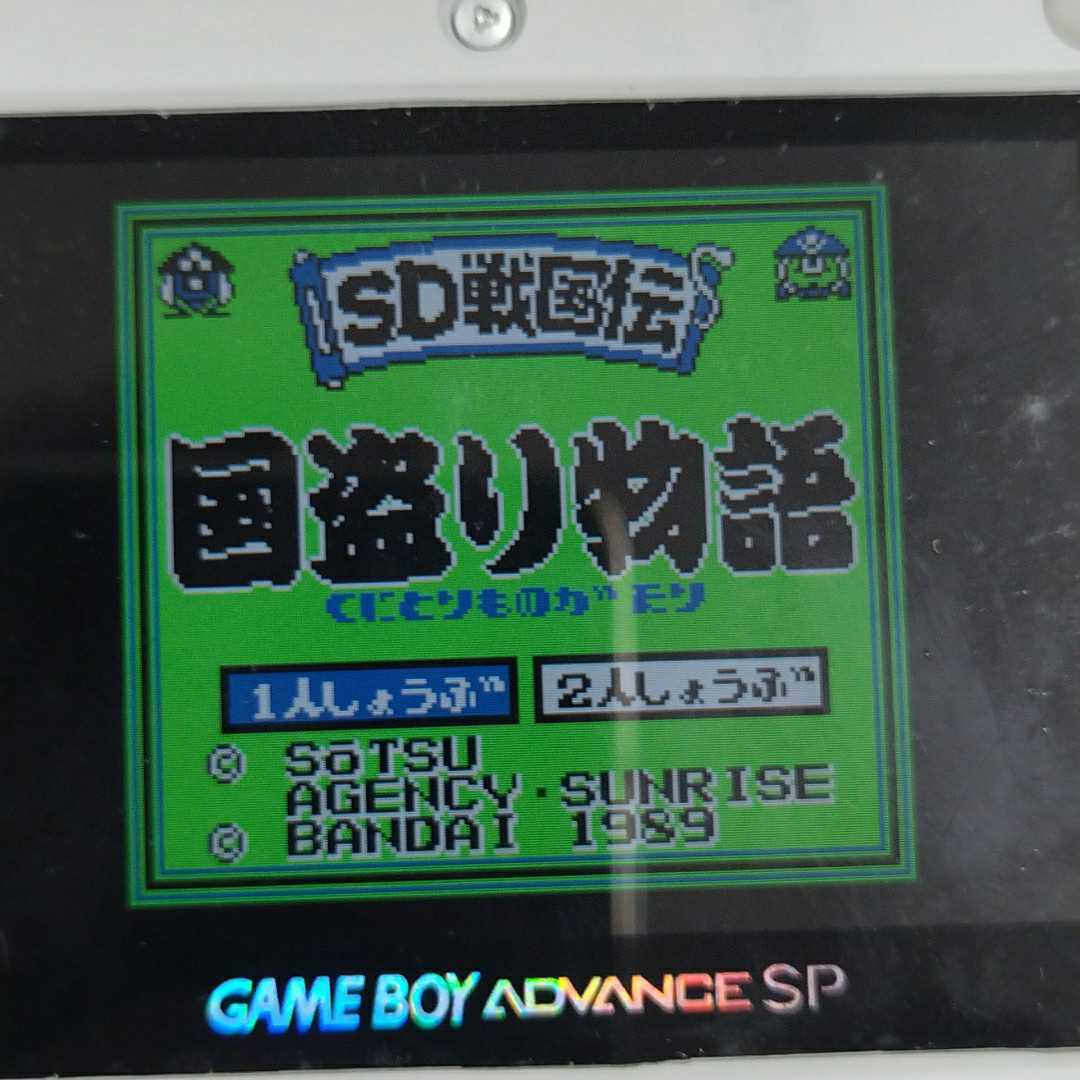 SD戦国伝
国盗り物語
くにとりものがたり
1人しょうぶ 2人しょうぶ
© SōTSU
AGENCY・SUNRISE
© BANDAI 1989
GAME BOY ADVANCE SP